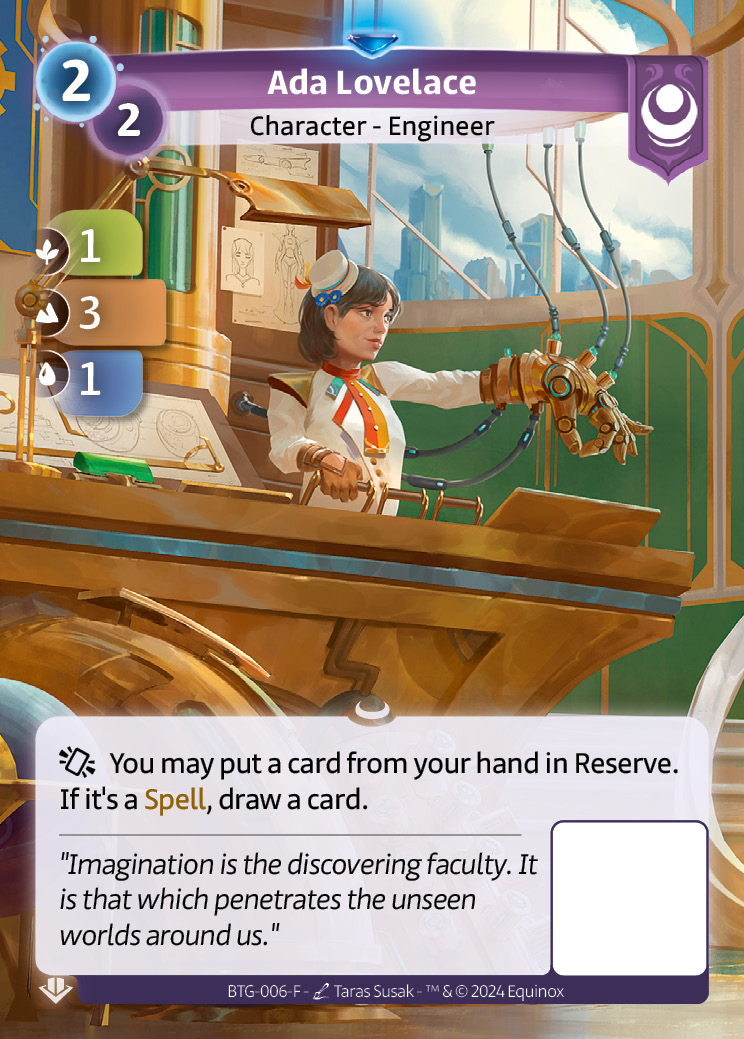 2
Ada Lovelace
2
Character - Engineer
1
3
1
You may put a card from your hand in Reserve.
If it's a Spell, draw a card.
"Imagination is the discovering faculty. It
is that which penetrates the unseen
worlds around us."
BTG-006-F - Taras Susak - ™ & © 2024 Equinox